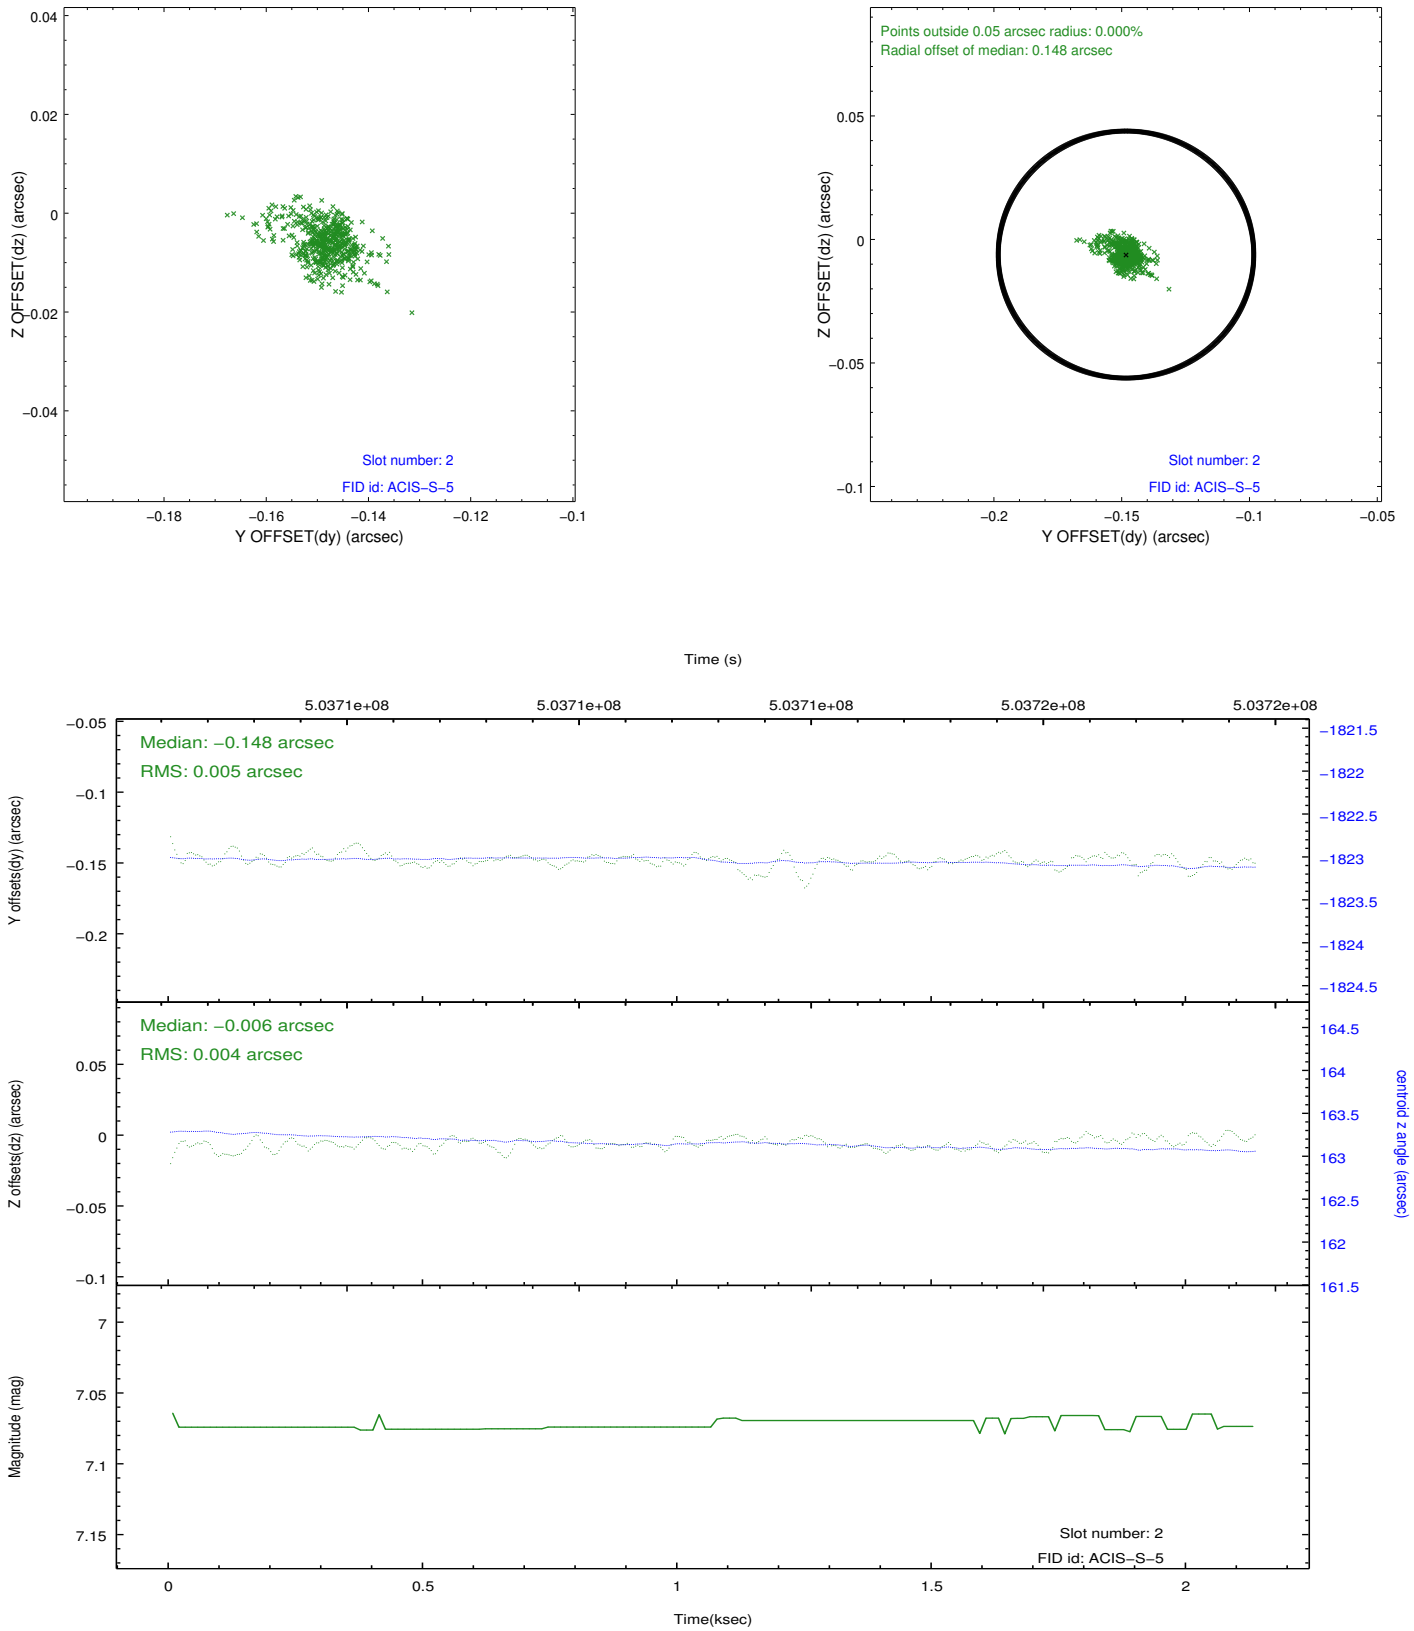 0.04
0.02
0
−0.02
−0.04
Z OFFSET(dz) (arcsec)
Slot number: 2
FID id: ACIS−S−5
−0.18
−0.16
−0.14
−0.12
−0.1
Y OFFSET(dy) (arcsec)
Points outside 0.05 arcsec radius: 0.000%
Radial offset of median: 0.148 arcsec
0.05
0
−0.05
−0.1
Z OFFSET(dz) (arcsec)
Slot number: 2
FID id: ACIS−S−5
−0.2
−0.15
−0.1
−0.05
Y OFFSET(dy) (arcsec)
Time (s)
5.0371e+08
5.0371e+08
5.0371e+08
5.0372e+08
5.0372e+08
Median: −0.148 arcsec
RMS: 0.005 arcsec
−0.05
−0.1
−0.15
−0.2
Y offsets(dy) (arcsec)
−1821.5
−1822
−1822.5
−1823
−1823.5
−1824
−1824.5
Median: −0.006 arcsec
RMS: 0.004 arcsec
0.05
0
−0.05
−0.1
Z offsets(dz) (arcsec)
164.5
164
163.5
163
162.5
162
161.5
centroid z angle (arcsec)
7
7.05
7.1
7.15
Magnitude (mag)
Slot number: 2
FID id: ACIS−S−5
0
0.5
1
1.5
2
Time(ksec)